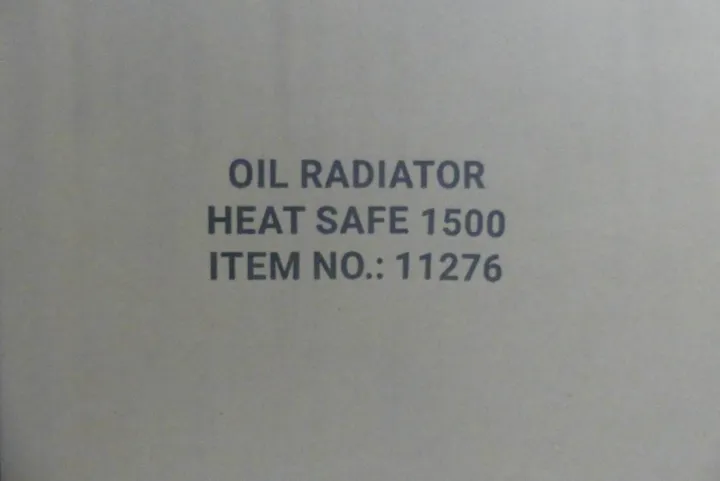 OIL RADIATOR
HEAT SAFE 1500
ITEM NO.: 11276